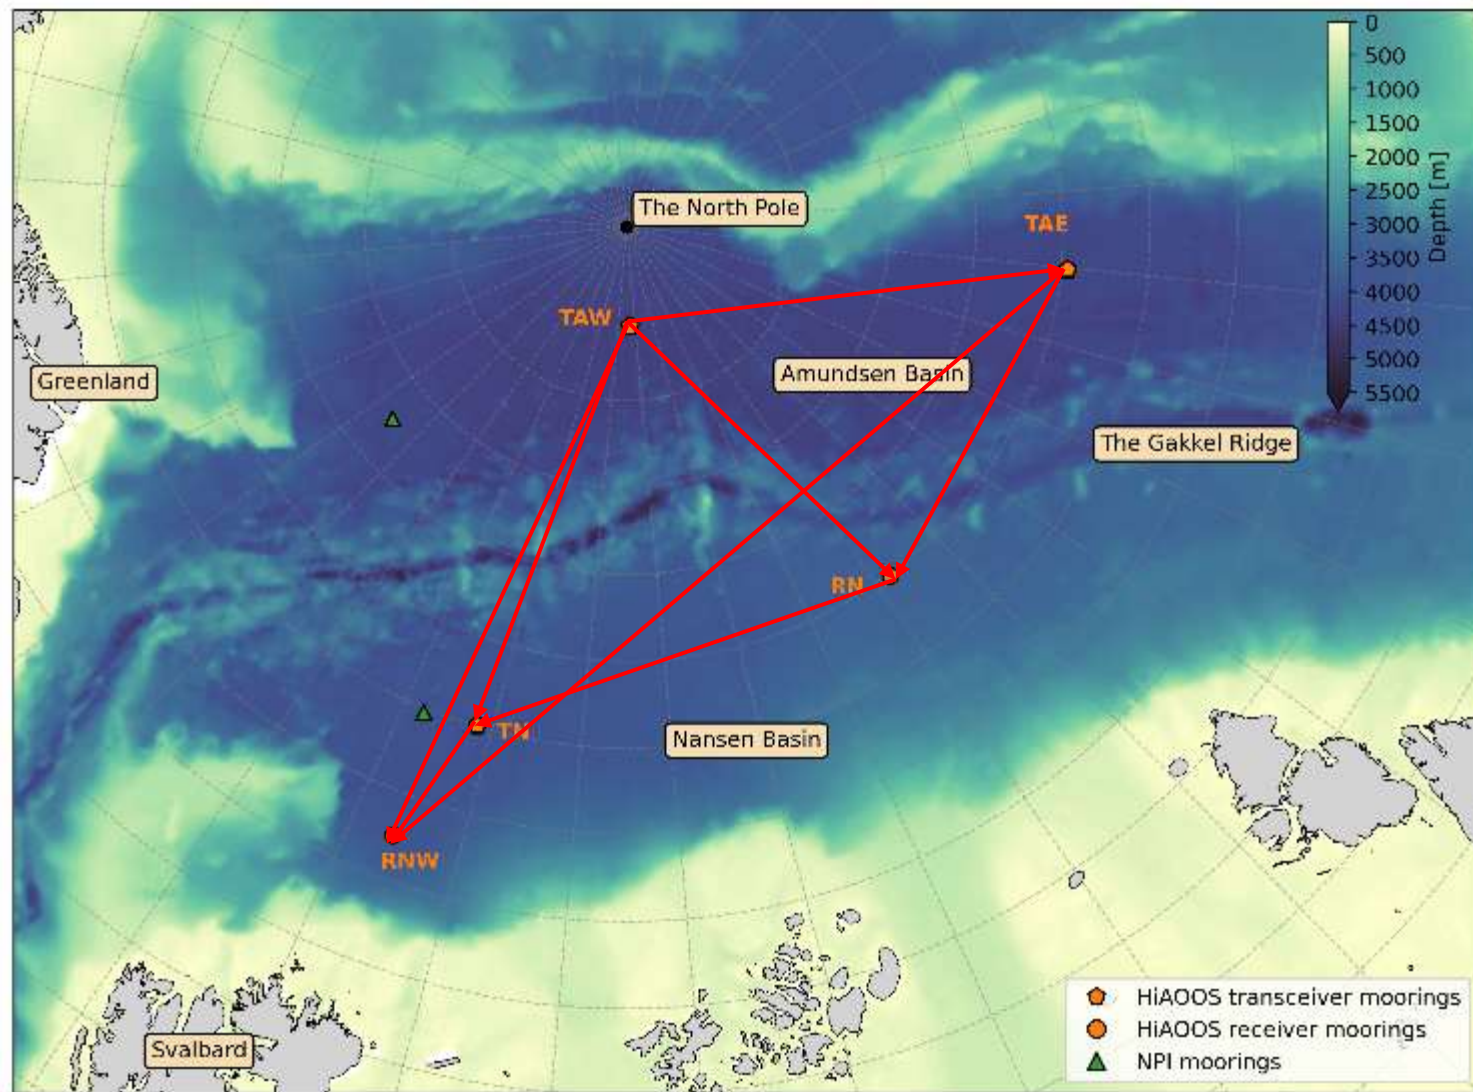 0
500
1000
1500
2000
2500
3000
3500
4000
4500
5000
5500
Depth [m]
The North Pole
TAE
TAW
Amundsen Basin
Greenland
The Gakkel Ridge
RN
TN
Nansen Basin
RNW
Svalbard
HiAOOS transceiver moorings
HiAOOS receiver moorings
NPI moorings